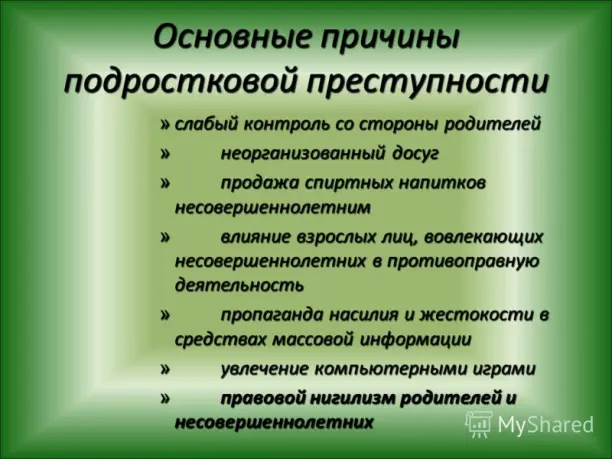 Основные причины
подростковой преступности
» слабый контроль со стороны родителей
» неорганизованный досуг
» продажа спиртных напитков
несовершеннолетним
» влияние взрослых лиц, вовлекающих
несовершеннолетних в противоправную
деятельность
» пропаганда насилия и жестокости в
средствах массовой информации
» увлечение компьютерными играми
» правовой нигилизм родителей и
несовершеннолетних
MyShared